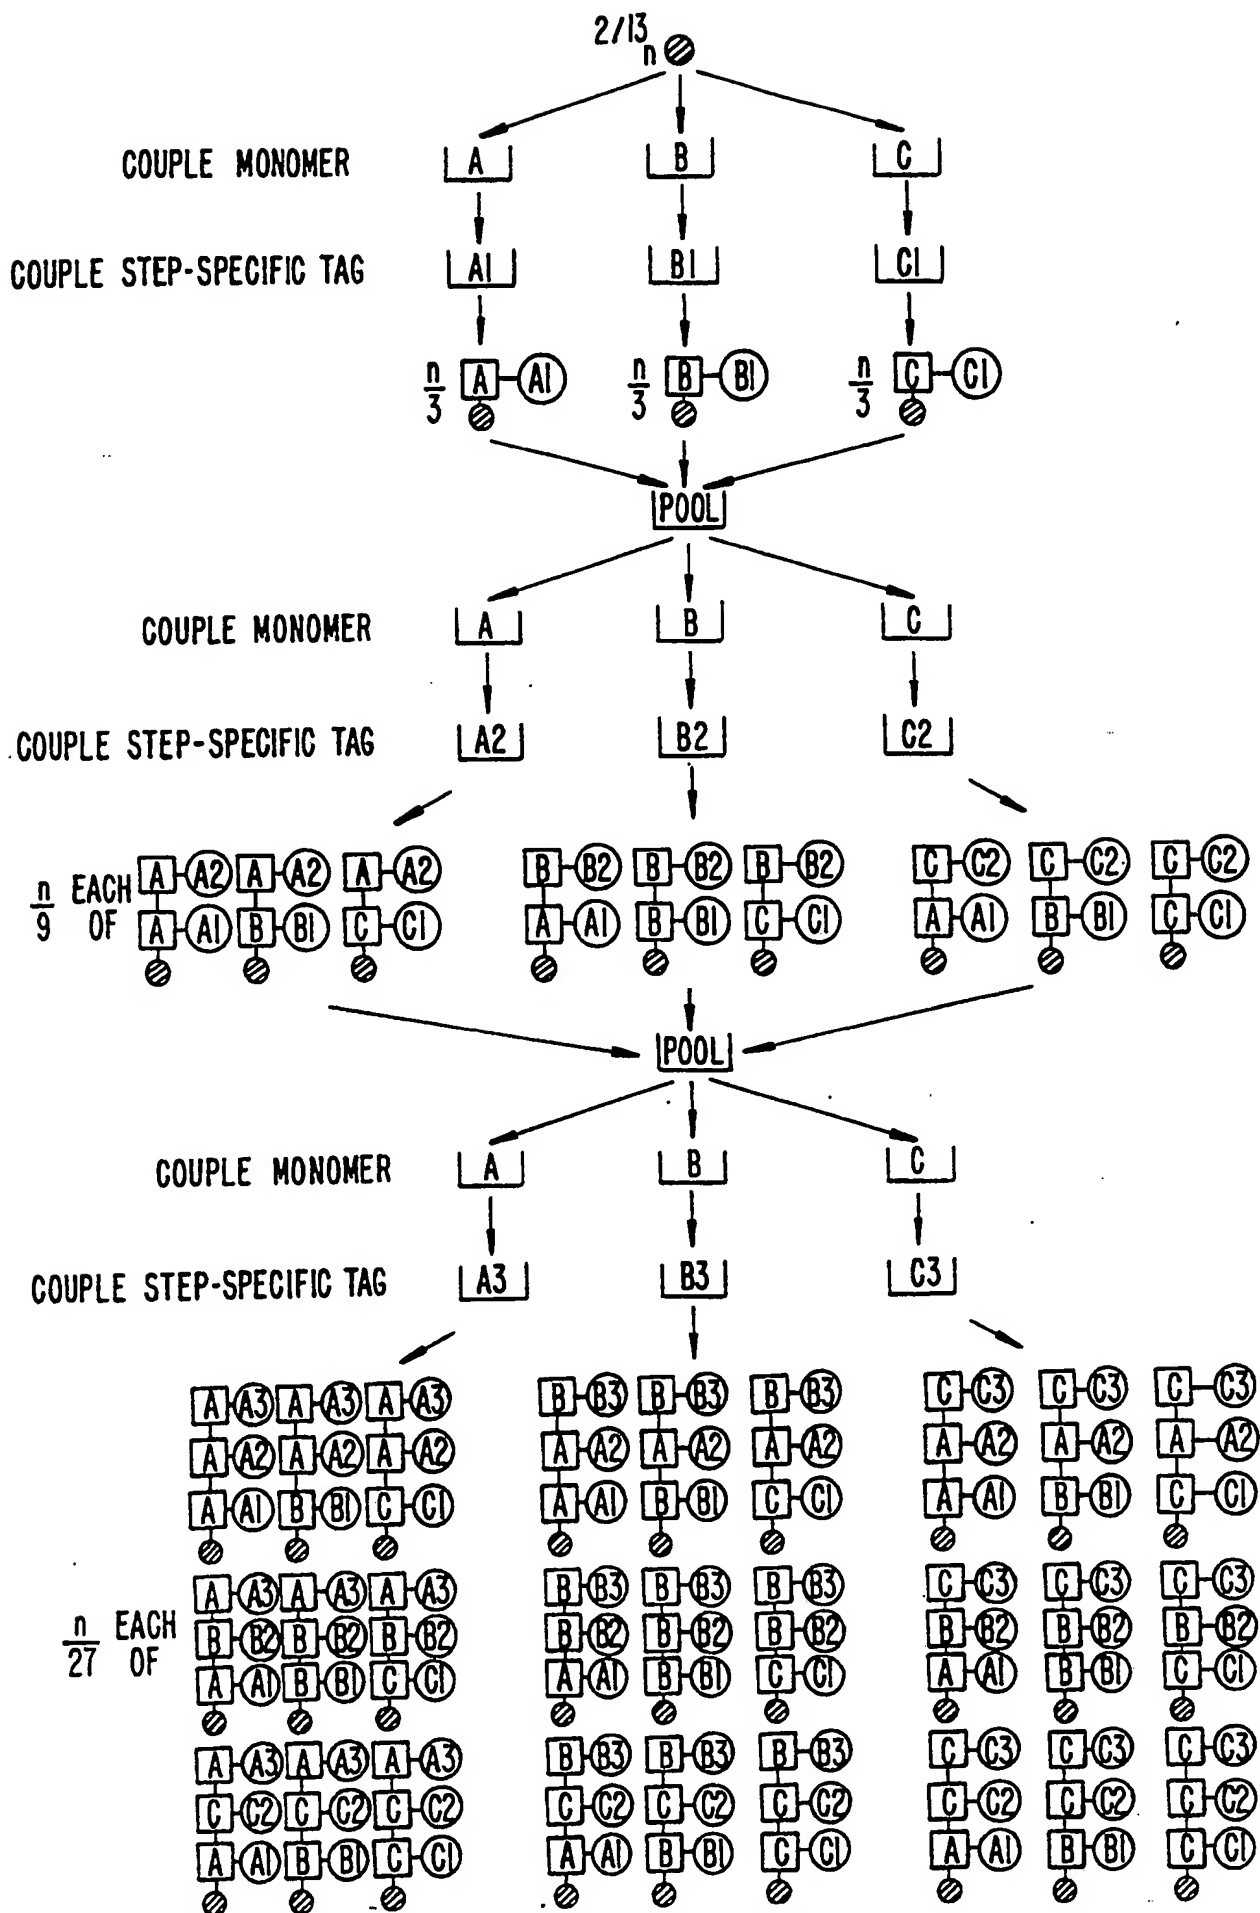 2/13
n
COUPLE MONOMER A B C
COUPLE STEP-SPECIFIC TAG A1 B1 C1
n/3 A A1 n/3 B B1 n/3 C C1
POOL
COUPLE MONOMER A B C
COUPLE STEP-SPECIFIC TAG A2 B2 C2
A A2 A A2 A A2 B B2 B B2 B B2 C C2 C C2 C C2
n/9 EACH OF
A A1 B B1 C C1 A A1 B B1 C C1 A A1 B B1 C C1
POOL
COUPLE MONOMER A B C
COUPLE STEP-SPECIFIC TAG A3 B3 C3
A A3 A A3 A A3 B B3 B B3 B B3 C C3 C C3 C C3
A A2 A A2 A A2 A A2 A A2 A A2 A A2 A A2 A A2
A A1 B B1 C C1 A A1 B B1 C C1 A A1 B B1 C C1
A A3 A A3 A A3 B B3 B B3 B B3 C C3 C C3 C C3
n/27 EACH OF
B B2 B B2 B B2 B B2 B B2 B B2 B B2 B B2 B B2
A A1 B B1 C C1 A A1 B B1 C C1 A A1 B B1 C C1
A A3 A A3 A A3 B B3 B B3 B B3 C C3 C C3 C C3
C C2 C C2 C C2 C C2 C C2 C C2 C C2 C C2 C C2
A A1 B B1 C C1 A A1 B B1 C C1 A A1 B B1 C C1